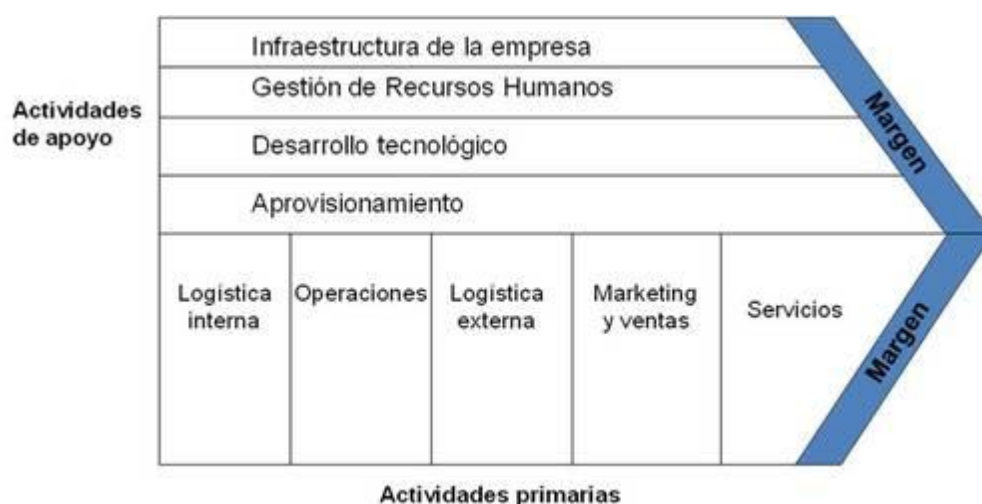 Infraestructura de la empresa
Gestión de Recursos Humanos
Actividades
de apoyo
Desarrollo tecnológico
Aprovisionamiento
Margen
Logística
interna
Operaciones
Logística
externa
Marketing
y ventas
Servicios
Margen
Actividades primarias